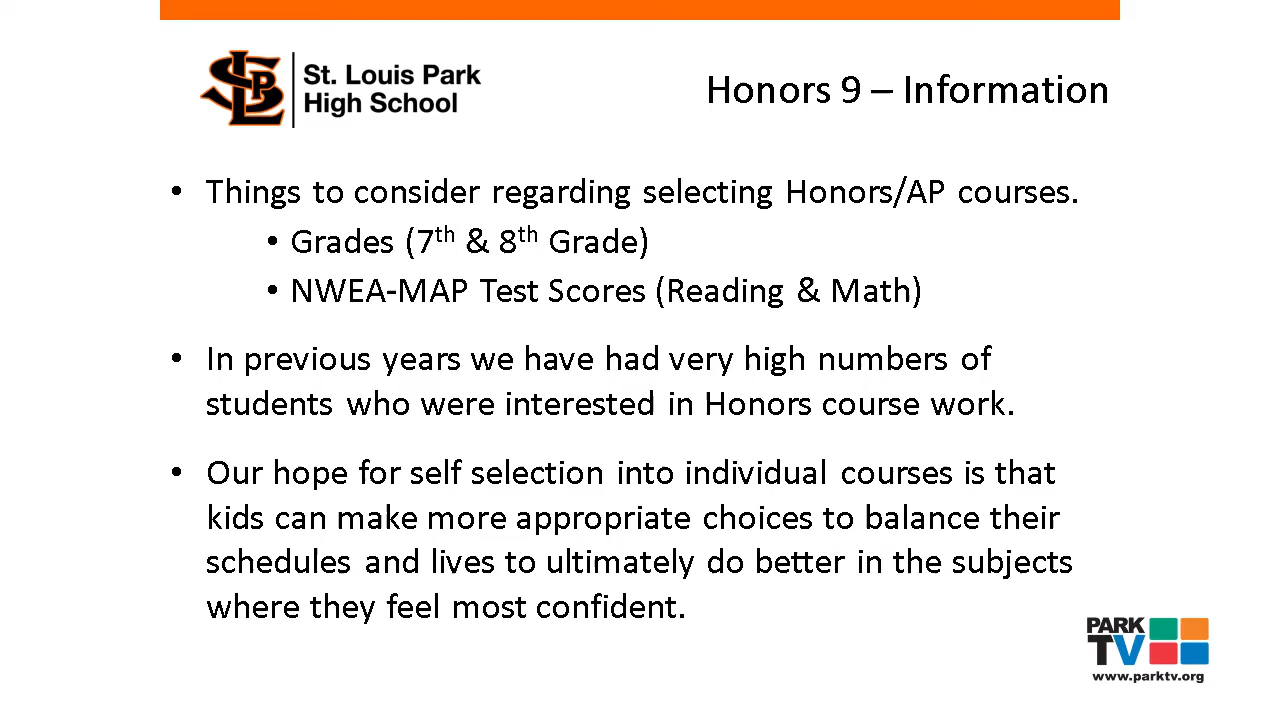 SLP
St. Louis Park
High School
Honors 9 – Information
• Things to consider regarding selecting Honors/AP courses.
• Grades (7th & 8th Grade)
• NWEA-MAP Test Scores (Reading & Math)
• In previous years we have had very high numbers of
students who were interested in Honors course work.
• Our hope for self selection into individual courses is that
kids can make more appropriate choices to balance their
schedules and lives to ultimately do better in the subjects
where they feel most confident.
PARK
TV
www.parktv.org